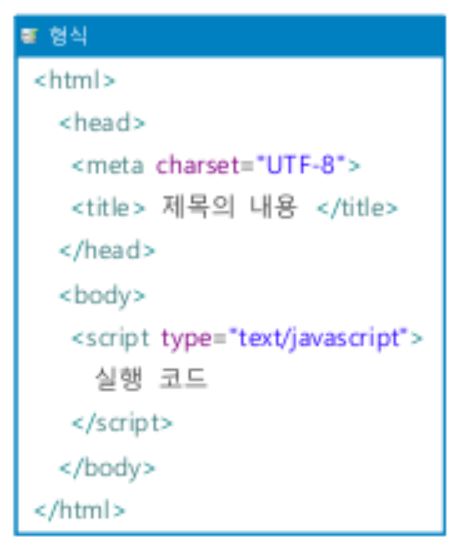 형식
<html>
<head>
<meta charset="UTF-8">
<title> 제목의 내용 </title>
</head>
<body>
<script type="text/javascript">
실행 코드
</script>
</body>
</html>